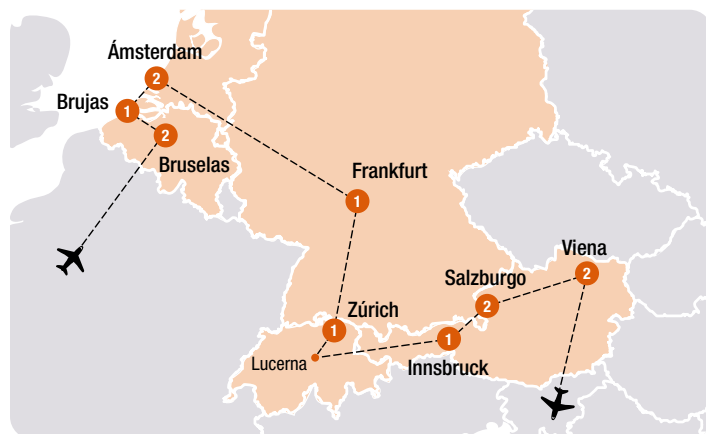 Ámsterdam
2
Brujas
1
2
Bruselas
Frankfurt
1
Viena
2
Salzburgo
2
Zúrich
1
Lucerna
1
Innsbruck